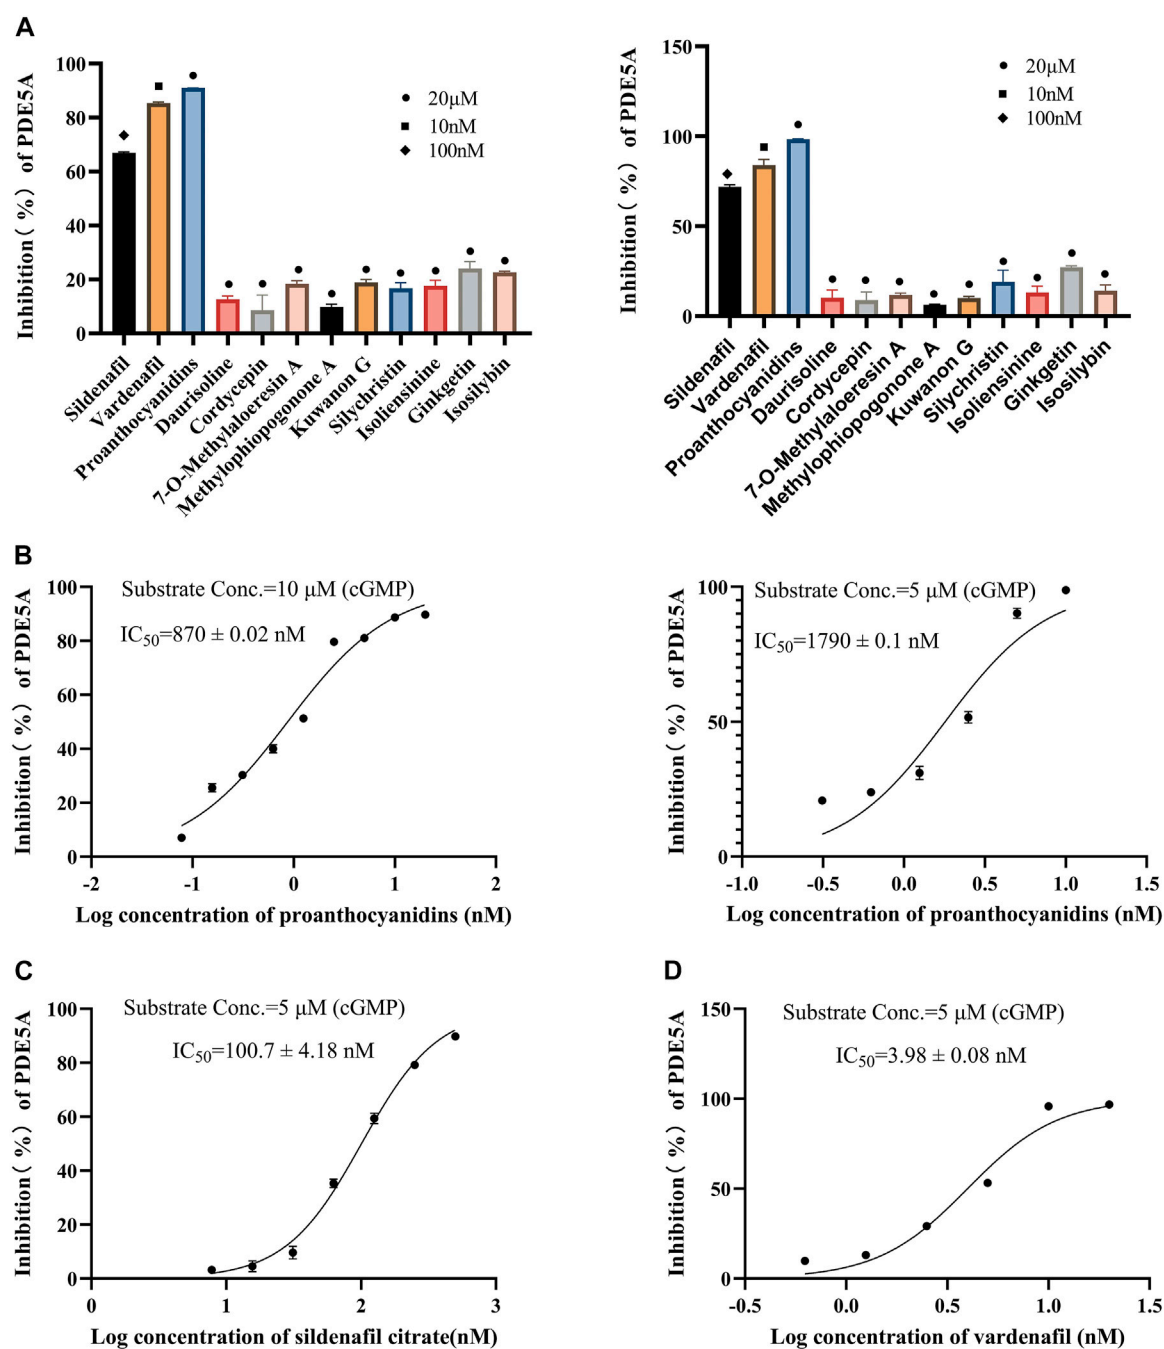 A
Inhibition( %) of PDE5A
100
80
60
40
20
0
20μM
10nM
100nM
Sildenafil
Vardenafil
Proanthocyanidins
Daurisoline
Cordycepin
7-O-Methylaloeresin A
Methylophiopogonone A
Kuwanon G
Silychristin
Isoliensinine
Ginkgetin
Isosilybin
Inhibition( %) of PDE5A
150
100
50
0
20μM
10nM
100nM
Sildenafil
Vardenafil
Proanthocyanidins
Daurisoline
Cordycepin
7-O-Methylaloeresin A
Methylophiopogonone A
Kuwanon G
Silychristin
Isoliensinine
Ginkgetin
Isosilybin
B
Inhibition( %) of PDE5A
100
80
60
40
20
0
Substrate Conc.=10 μM (cGMP)
IC50=870 ± 0.02 nM
-2 -1 0 1 2
Log concentration of proanthocyanidins (nM)
Inhibition( %) of PDE5A
100
50
0
Substrate Conc.=5 μM (cGMP)
IC50=1790 ± 0.1 nM
-1.0 -0.5 0.0 0.5 1.0 1.5
Log concentration of proanthocyanidins (nM)
C
Inhibition( %) of PDE5A
100
80
60
40
20
0
Substrate Conc.=5 μM (cGMP)
IC50=100.7 ± 4.18 nM
0 1 2 3
Log concentration of sildenafil citrate(nM)
D
Inhibition( %) of PDE5A
150
100
50
0
Substrate Conc.=5 μM (cGMP)
IC50=3.98 ± 0.08 nM
-0.5 0.0 0.5 1.0 1.5
Log concentration of vardenafil (nM)